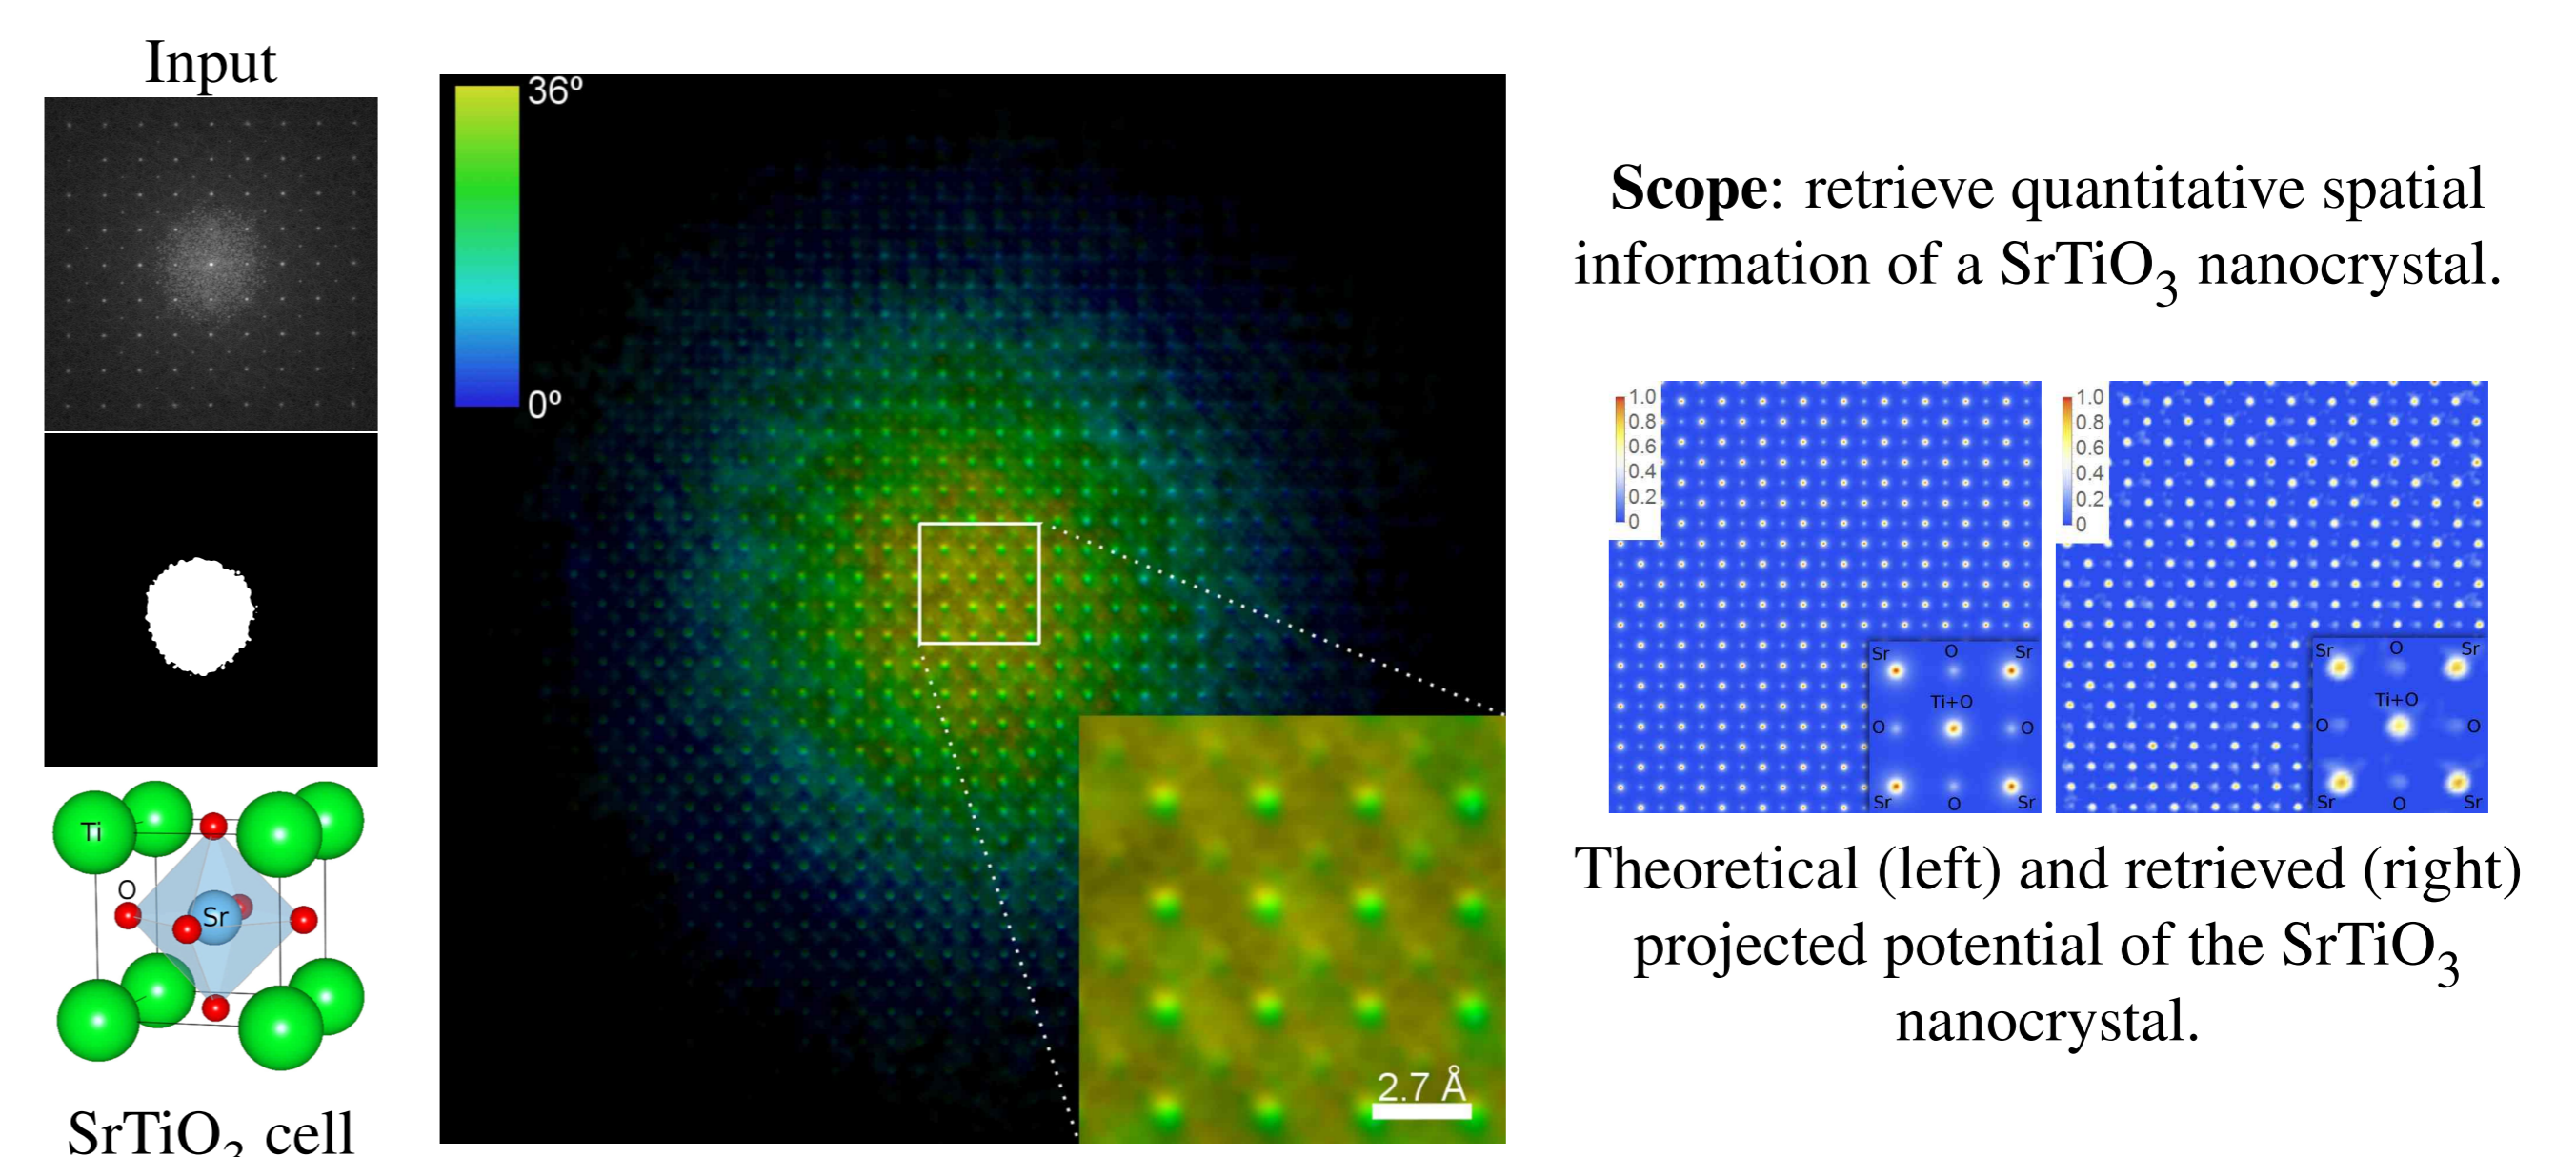 Input
Ti
O
Sr
SrTiO3 cell
36º
0º
2.7 Å
Scope: retrieve quantitative spatial
information of a SrTiO3 nanocrystal.
1.0
0.8
0.6
0.4
0.2
0
Sr O Sr
Ti+O
O O
Sr O Sr
1.0
0.8
0.6
0.4
0.2
0
Sr O Sr
Ti+O
O O
Sr O Sr
Theoretical (left) and retrieved (right)
projected potential of the SrTiO3
nanocrystal.